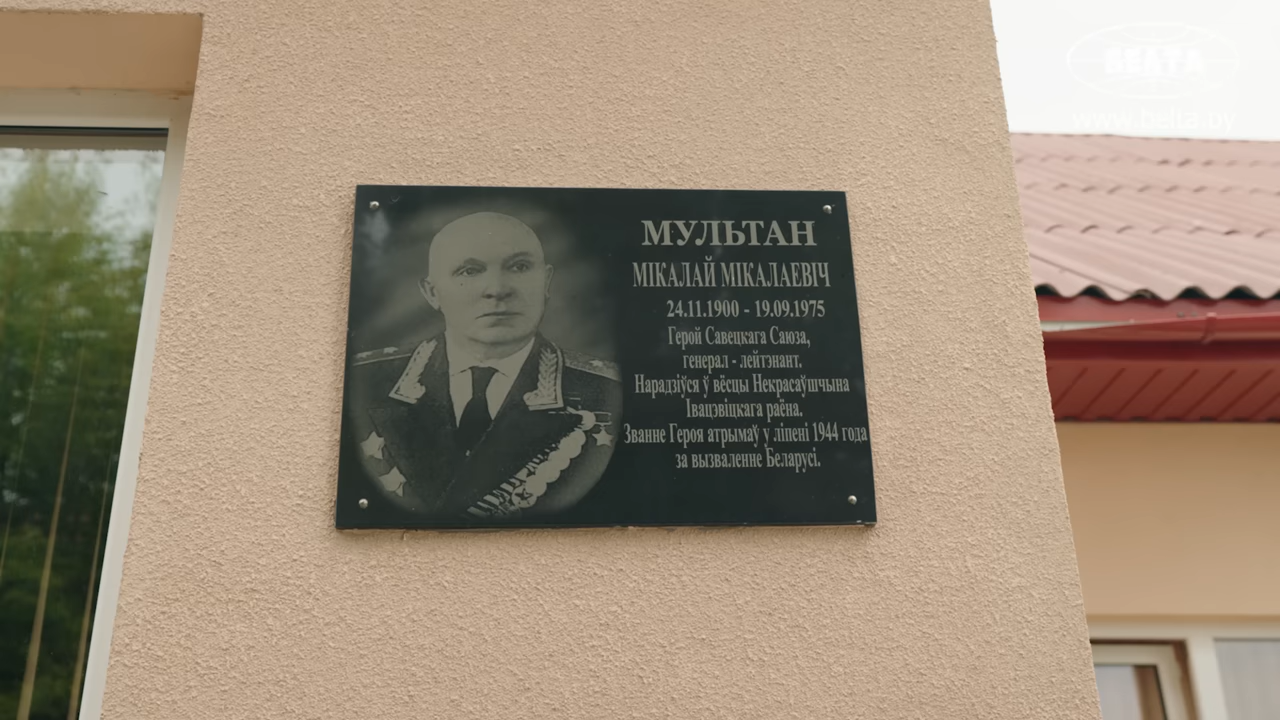 МУЛЬТАН
МІКАЛАЙ МІКАЛАЕВІЧ
24.11.1900 - 19.09.1975
Герой Савецкага Саюза,
генерал - лейтэнант.
Нарадзіўся ў вёсцы Некрасаўшчына
Івацэвіцкага раёна.
Званне Героя атрымаў у ліпені 1944 года
за вызваленне Беларусі.
БЕЛТА
www.belta.by